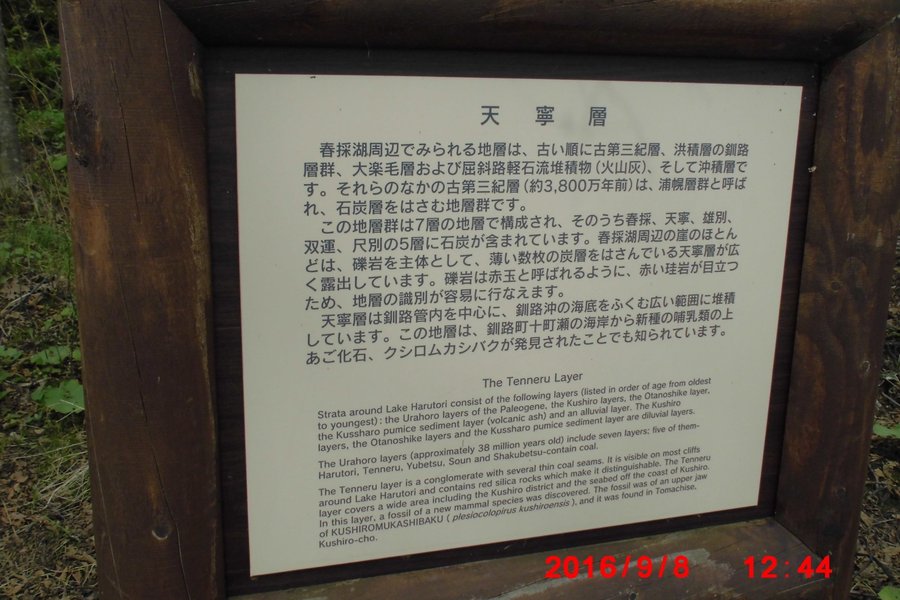 天寧層
春採湖周辺でみられる地層は、古い順に古第三紀層、洪積層の釧路
層群、大楽毛層および屈斜路軽石流堆積物（火山灰）、そして沖積層で
す。それらのなかの古第三紀層（約3,800万年前）は、浦幌層群と呼ば
れ、石炭層をはさむ地層群です。
この地層群は7層の地層で構成され、そのうち春採、天寧、雄別、
双運、尺別の5層に石炭が含まれています。春採湖周辺の崖のほとん
どは、礫岩を主体として、薄い数枚の炭層をはさんでいる天寧層が広
く露出しています。礫岩は赤玉と呼ばれるように、赤い珪岩が目立つ
ため、地層の識別が容易に行なえます。
天寧層は釧路管内を中心に、釧路沖の海底をふくむ広い範囲に堆積
しています。この地層は、釧路町十町瀬の海岸から新種の哺乳類の上
あご化石、クシロムカシバクが発見されたことでも知られています。
The Tenneru Layer
Strata around Lake Harutori consist of the following layers (listed in order of age from oldest
to youngest) : the Urahoro layers of the Paleogene, the Kushiro layers, the Otanoshike layer,
the Kussharo pumice sediment layer (volcanic ash) and an alluvial layer. The Kushiro
layers, the Otanoshike layers and the Kussharo pumice sediment layer are diluvial layers.
The Urahoro layers (approximately 38 million years old) include seven layers; five of them-
Harutori, Tenneru, Yubetsu, Soun and Shakubetsu-contain coal.
The Tenneru layer is a conglomerate with several thin coal seams. It is visible on most cliffs
around Lake Harutori and contains red silica rocks which make it distinguishable. The Tenneru
layer covers a wide area including the Kushiro district and the seabed off the coast of Kushiro.
In this layer, a fossil of a new mammal species was discovered. The fossil was of an upper jaw
of KUSHIROMUKASHIBAKU ( plesiocolopirus kushiroensis ), and it was found in Tomachise,
Kushiro-cho.
2016/9/8 12:44